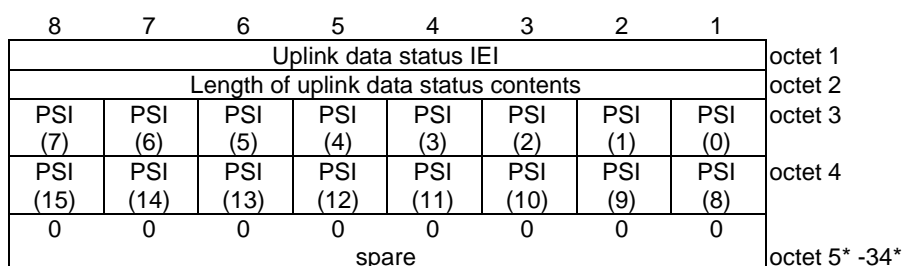 8 7 6 5 4 3 2 1
Uplink data status IEI octet 1
Length of uplink data status contents octet 2
PSI PSI PSI PSI PSI PSI PSI PSI octet 3
(7) (6) (5) (4) (3) (2) (1) (0)
PSI PSI PSI PSI PSI PSI PSI PSI octet 4
(15) (14) (13) (12) (11) (10) (9) (8)
0 0 0 0 0 0 0 0
spare octet 5* -34*